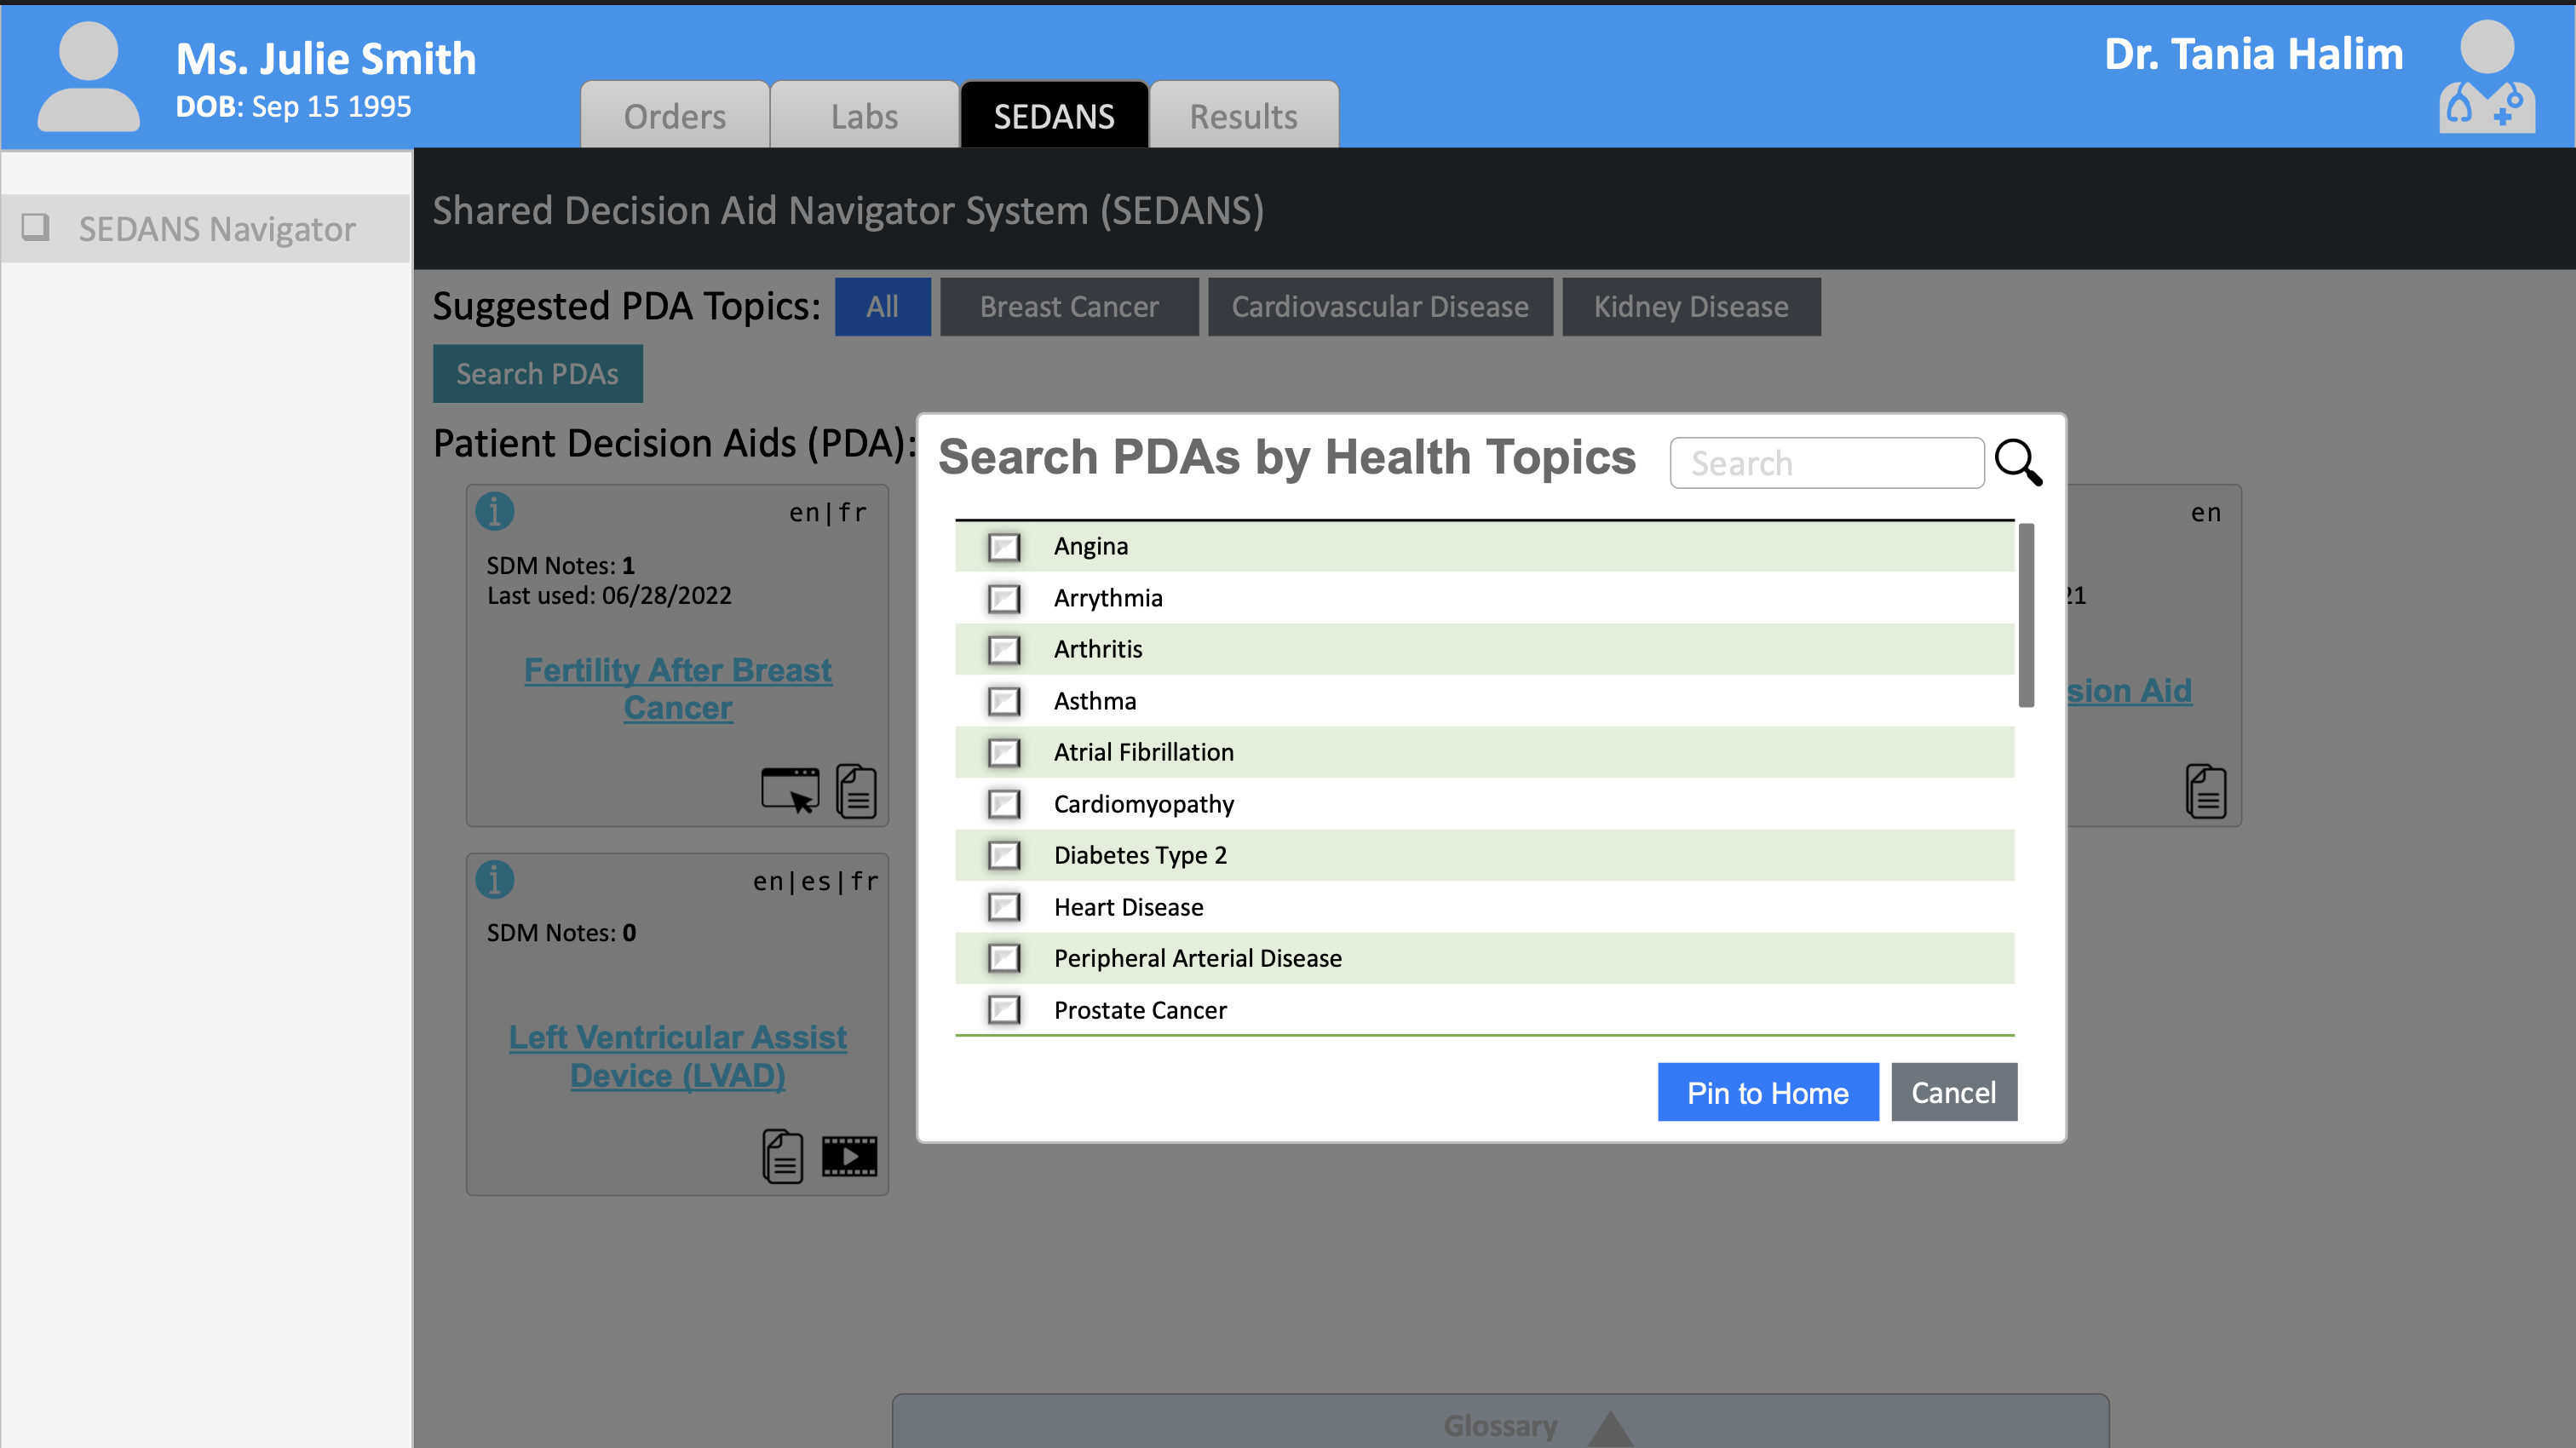 Ms. Julie Smith
DOB: Sep 15 1995
Orders
Labs
SEDANS
Results
Dr. Tania Halim
SEDANS Navigator
Shared Decision Aid Navigator System (SEDANS)
Suggested PDA Topics:
All
Breast Cancer
Cardiovascular Disease
Kidney Disease
Search PDAs
Patient Decision Aids (PDA):
en|fr
SDM Notes: 1
Last used: 06/28/2022
Fertility After Breast
Cancer
en|es|fr
SDM Notes: 0
Left Ventricular Assist
Device (LVAD)
Search PDAs by Health Topics
Search
Angina
Arrythmia
Arthritis
Asthma
Atrial Fibrillation
Cardiomyopathy
Diabetes Type 2
Heart Disease
Peripheral Arterial Disease
Prostate Cancer
Pin to Home
Cancel
en
Aid
Glossary